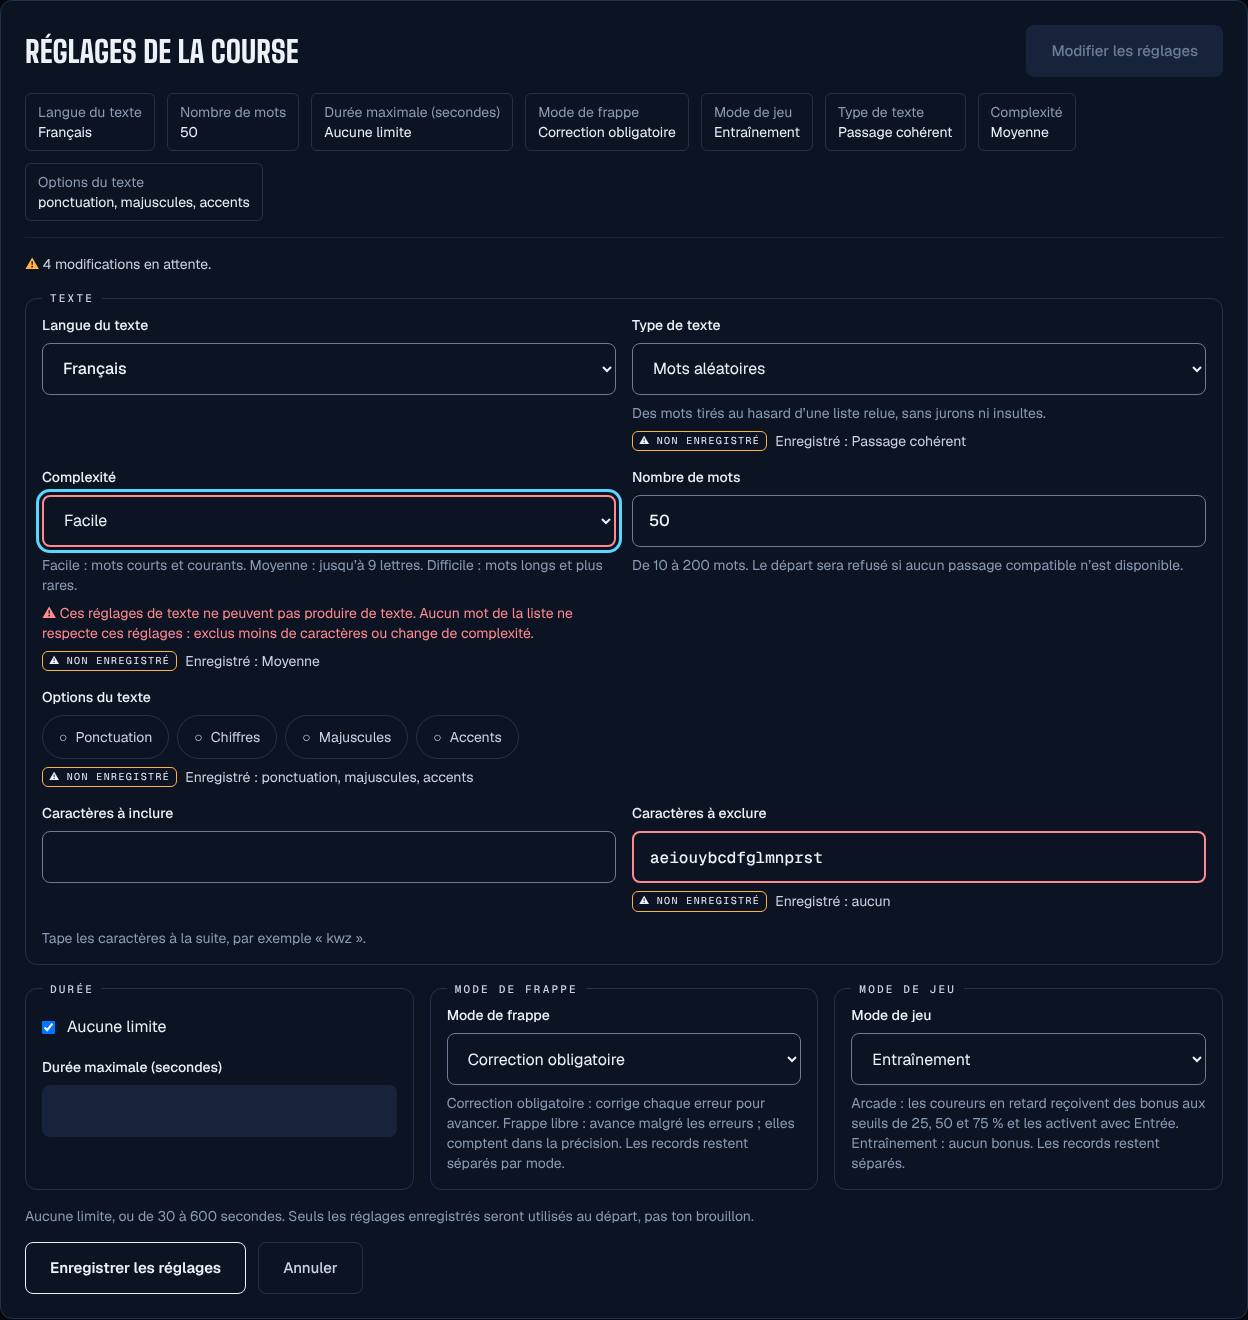 RÉGLAGES DE LA COURSE
Modifier les réglages
Langue du texte
Français
Nombre de mots
50
Durée maximale (secondes)
Aucune limite
Mode de frappe
Correction obligatoire
Mode de jeu
Entraînement
Type de texte
Passage cohérent
Complexité
Moyenne
Options du texte
ponctuation, majuscules, accents
4 modifications en attente.
TEXTE
Langue du texte
Français
Type de texte
Mots aléatoires
Des mots tirés au hasard d’une liste relue, sans jurons ni insultes.
NON ENREGISTRÉ Enregistré : Passage cohérent
Complexité
Facile
Facile : mots courts et courants. Moyenne : jusqu’à 9 lettres. Difficile : mots longs et plus
rares.
Ces réglages de texte ne peuvent pas produire de texte. Aucun mot de la liste ne
respecte ces réglages : exclus moins de caractères ou change de complexité.
NON ENREGISTRÉ Enregistré : Moyenne
Nombre de mots
50
De 10 à 200 mots. Le départ sera refusé si aucun passage compatible n’est disponible.
Options du texte
Ponctuation
Chiffres
Majuscules
Accents
NON ENREGISTRÉ Enregistré : ponctuation, majuscules, accents
Caractères à inclure
Caractères à exclure
aeiouybcdfglmnprst
NON ENREGISTRÉ Enregistré : aucun
Tape les caractères à la suite, par exemple « kwz ».
DURÉE
Aucune limite
Durée maximale (secondes)
MODE DE FRAPPE
Mode de frappe
Correction obligatoire
Correction obligatoire : corrige chaque erreur pour
avancer. Frappe libre : avance malgré les erreurs ; elles
comptent dans la précision. Les records restent
séparés par mode.
MODE DE JEU
Mode de jeu
Entraînement
Arcade : les coureurs en retard reçoivent des bonus aux
seuils de 25, 50 et 75 % et les activent avec Entrée.
Entraînement : aucun bonus. Les records restent
séparés.
Aucune limite, ou de 30 à 600 secondes. Seuls les réglages enregistrés seront utilisés au départ, pas ton brouillon.
Enregistrer les réglages
Annuler